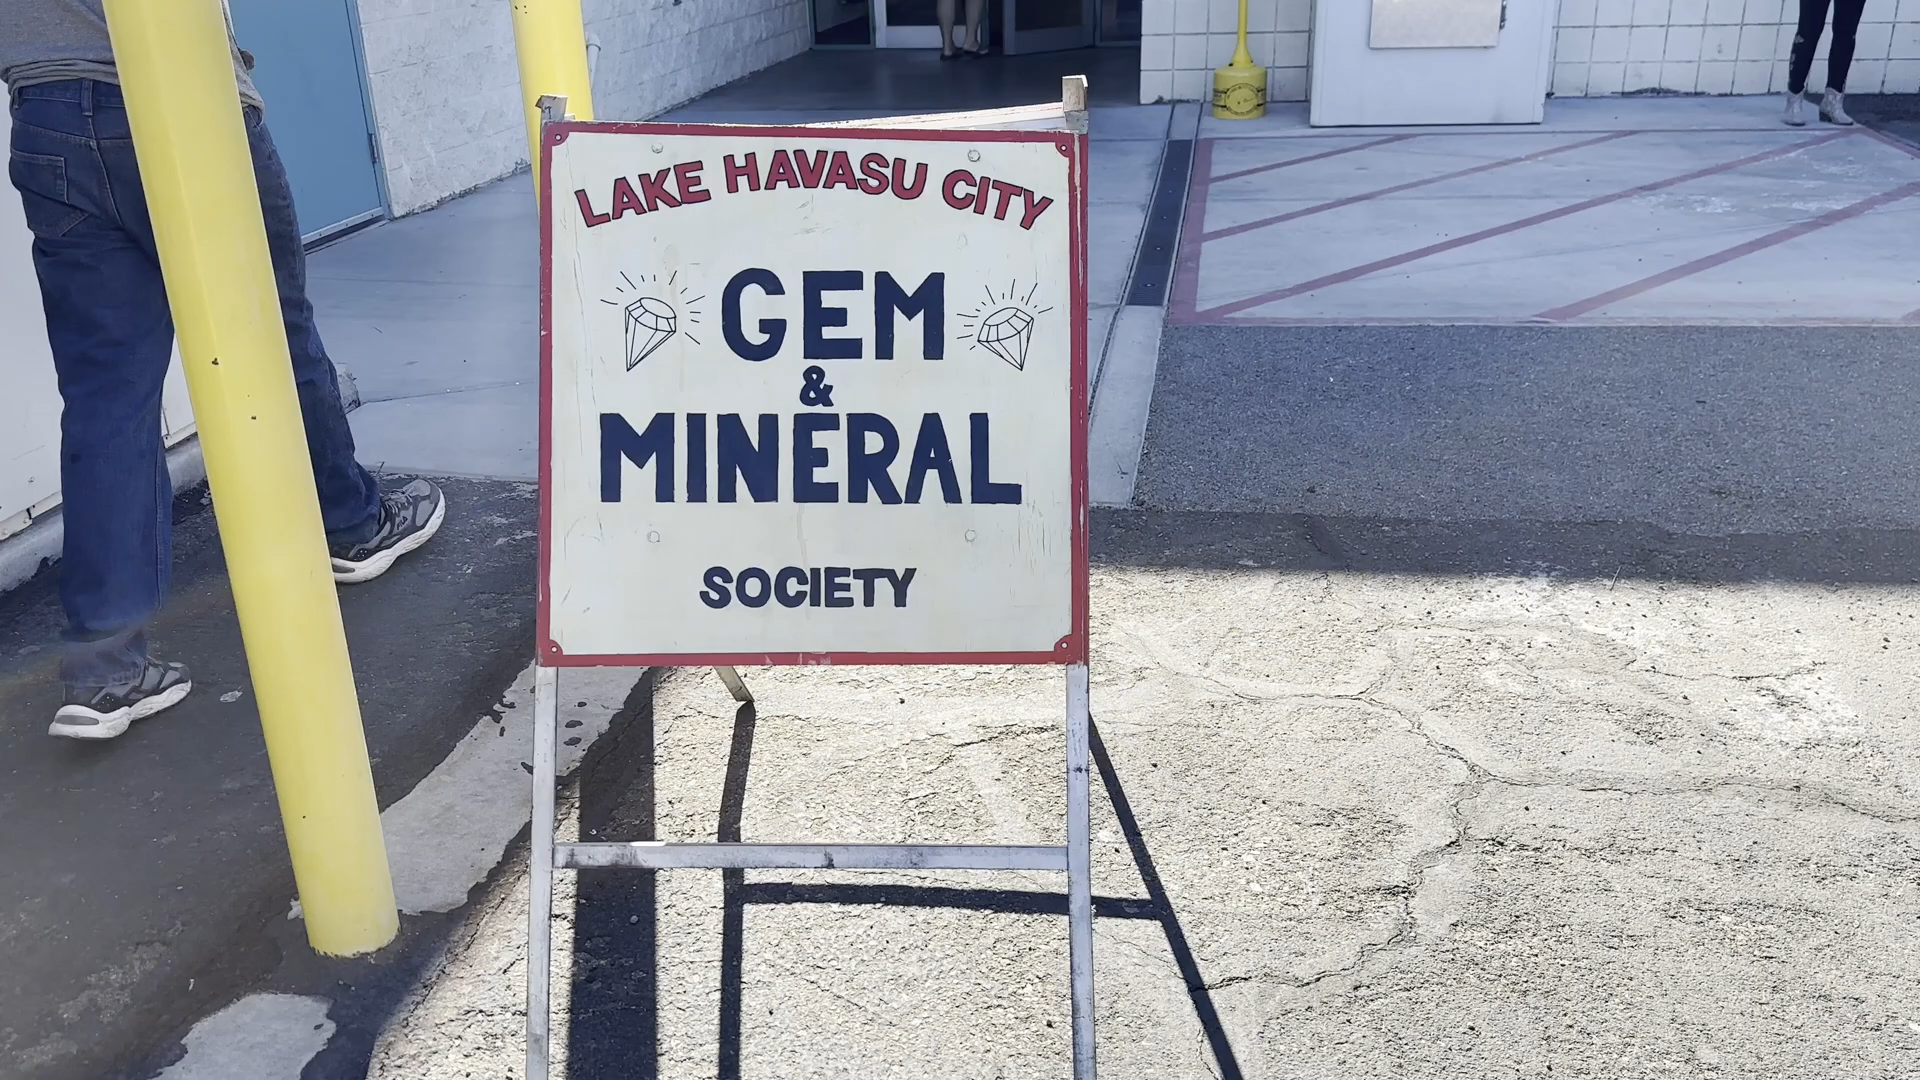 LAKE HAVASU CITY
GEM
&
MINERAL
SOCIETY